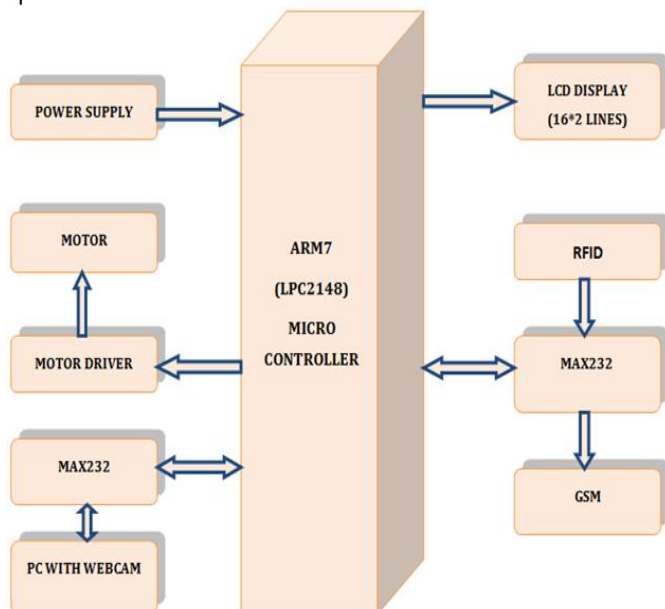 POWER SUPPLY
MOTOR
MOTOR DRIVER
MAX232
PC WITH WEBCAM
ARM7
(LPC2148)
MICRO
CONTROLLER
LCD DISPLAY
(16*2 LINES)
RFID
MAX232
GSM